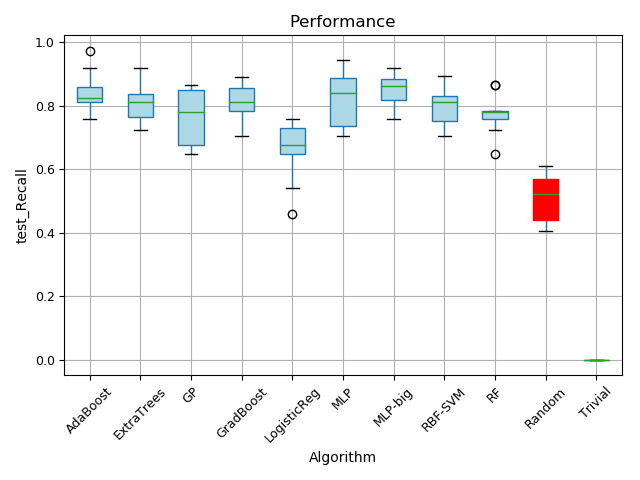 Performance
test_Recall
1.0
0.8
0.6
0.4
0.2
0.0
AdaBoost
ExtraTrees
GP
GradBoost
LogisticReg
MLP
MLP-big
RBF-SVM
RF
Random
Trivial
Algorithm